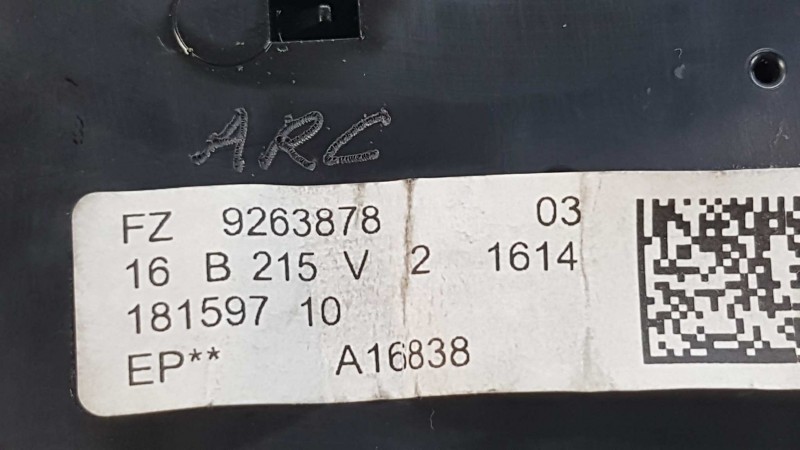 ARC
FZ 9263878 03
16 B 215 V 2 1614
181597 10
EP** A16838